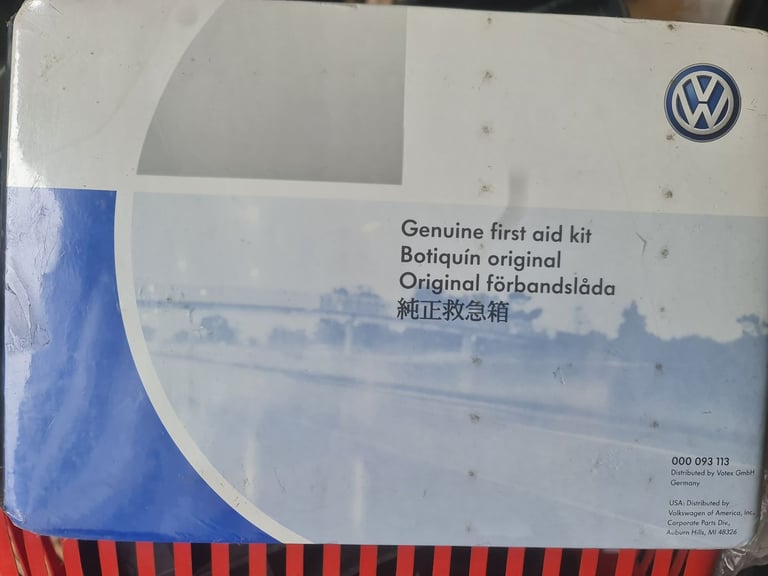 Genuine first aid kit
Botiquín original
Original förbandslåda
純正救急箱
000 093 113
Distributed by Votex GmbH
Germany
USA: Distributed by
Volkswagen of America, Inc.,
Corporate Parts Div.,
Auburn Hills, MI 48326